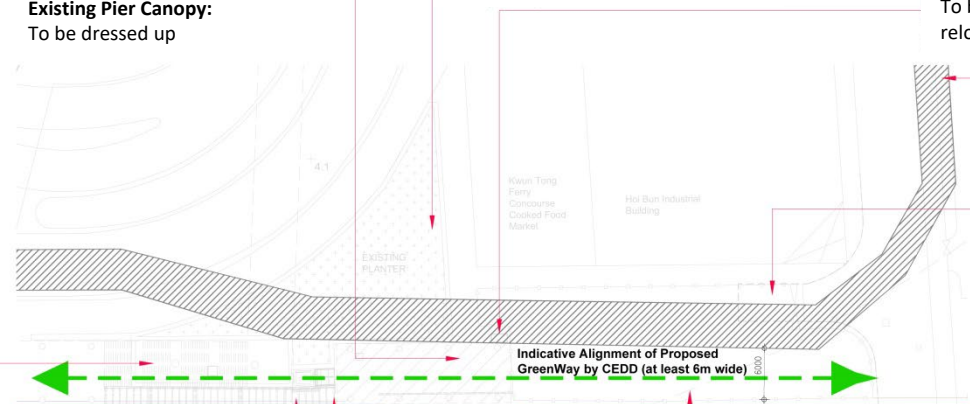 Existing Pier Canopy:
To be dressed up
To
relo
4.1
Kwun Tong
Ferry
Concourse
Cooked Food
Market
Hoi Bun Industrial
Building
EXISTING
PLANTER
Indicative Alignment of Proposed
GreenWay by CEDD (at least 6m wide)
6000